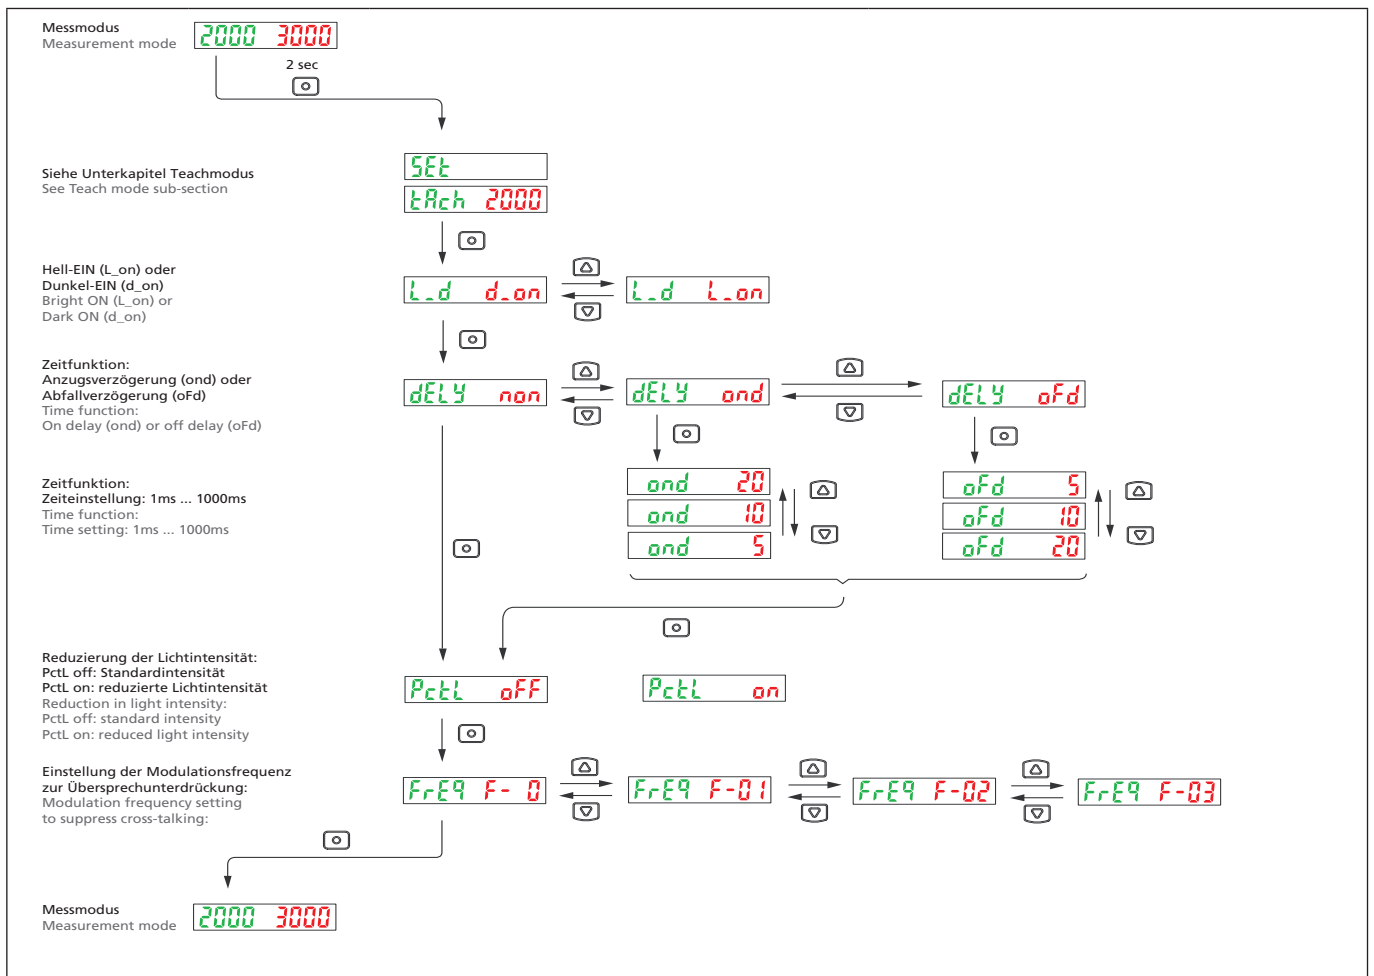 Messmodus
Measurement mode
2000 3000
2 sec
SEt
Siehe Unterkapitel Teachmodus
See Teach mode sub-section
tAch 2000
Hell-EIN (L_on) oder
Dunkel-EIN (d_on)
Bright ON (L_on) or
Dark ON (d_on)
L_d d_on
L_d L_on
Zeitfunktion:
Anzugsverzögerung (ond) oder
Abfallverzögerung (oFd)
Time function:
On delay (ond) or off delay (oFd)
dELY non
dELY ond
dELY oFd
Zeitfunktion:
Zeiteinstellung: 1ms ... 1000ms
Time function:
Time setting: 1ms ... 1000ms
ond 20
ond 10
ond 5
oFd 5
oFd 10
oFd 20
Reduzierung der Lichtintensität:
PctL off: Standardintensität
PctL on: reduzierte Lichtintensität
Reduction in light intensity:
PctL off: standard intensity
PctL on: reduced light intensity
PctL oFF
PctL on
Einstellung der Modulationsfrequenz
zur Übersprechunterdrückung:
Modulation frequency setting
to suppress cross-talking:
FrEq F- 0
FrEq F-01
FrEq F-02
FrEq F-03
Messmodus
Measurement mode
2000 3000